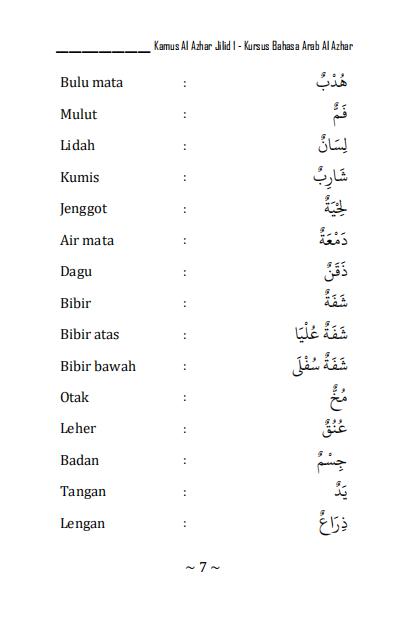 Kamus Al Azhar Jilid I - Kursus Bahasa Arab Al Azhar
Bulu mata : هُدْبٌ
Mulut : فَمٌّ
Lidah : لِسَانٌ
Kumis : شَارِبٌ
Jenggot : لِحْيَةٌ
Air mata : دَمْعَةٌ
Dagu : ذَقَنٌ
Bibir : شَفَةٌ
Bibir atas : شَفَةٌ عُلْيَا
Bibir bawah : شَفَةٌ سُفْلَى
Otak : مُخٌّ
Leher : عُنُقٌ
Badan : جِسْمٌ
Tangan : يَدٌ
Lengan : ذِرَاعٌ
~ 7 ~